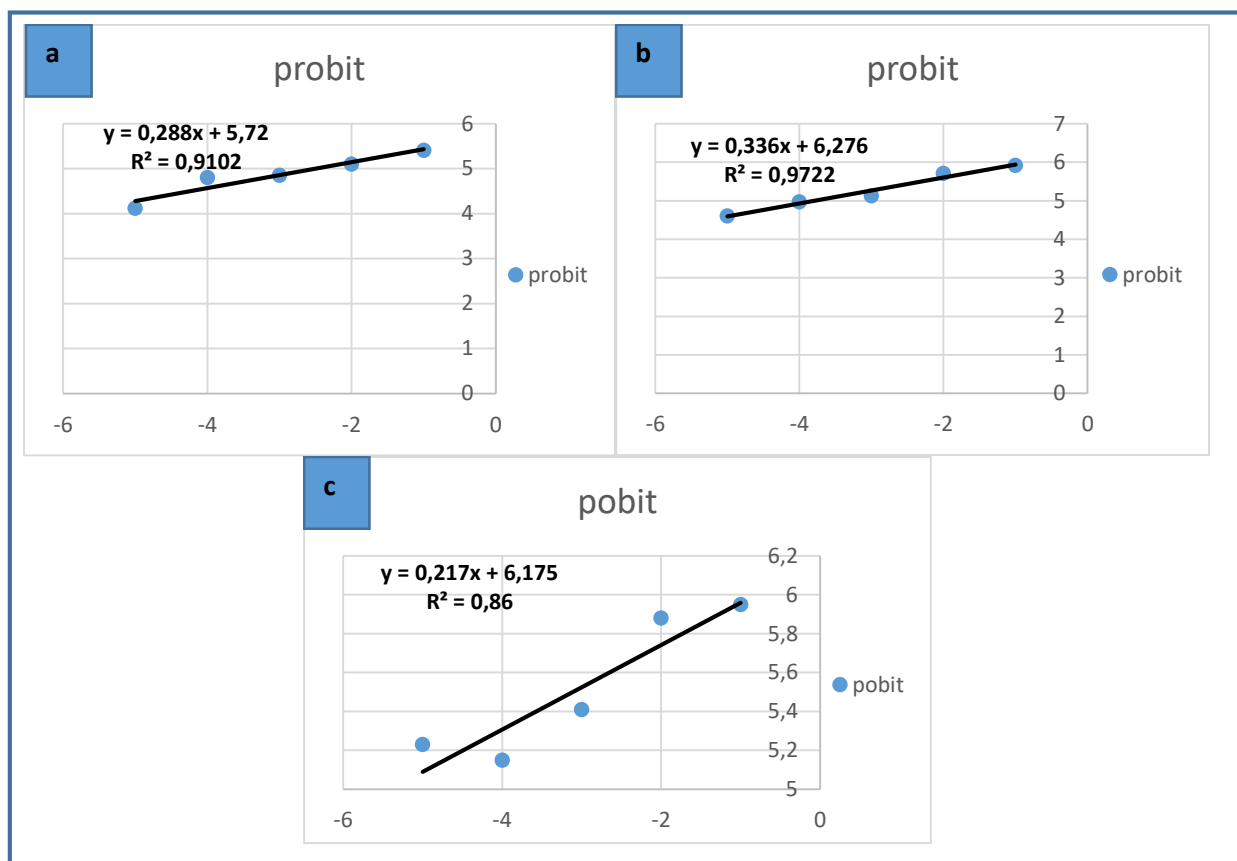 a
probit
y = 0,288x + 5,72
R² = 0,9102
6
5
4
3
2
1
0
-6 -4 -2 0
probit
b
probit
y = 0,336x + 6,276
R² = 0,9722
7
6
5
4
3
2
1
0
-6 -4 -2 0
probit
c
pobit
y = 0,217x + 6,175
R² = 0,86
6,2
6
5,8
5,6
5,4
5,2
5
-6 -4 -2 0
pobit